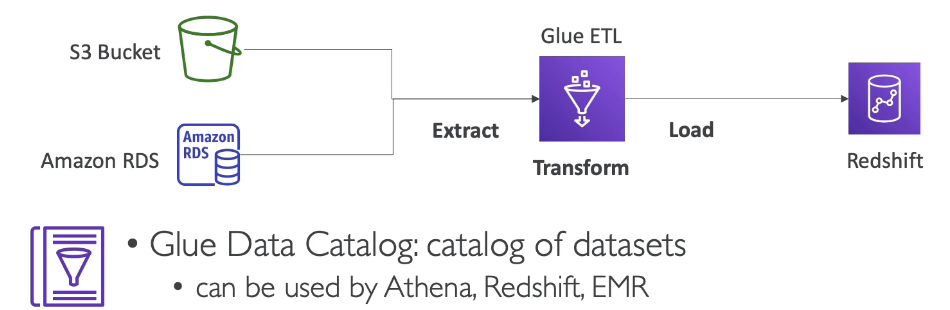 Glue ETL
S3 Bucket
Extract
Load
Amazon
RDS
Amazon RDS
Transform
Redshift
• Glue Data Catalog: catalog of datasets
• can be used by Athena, Redshift, EMR